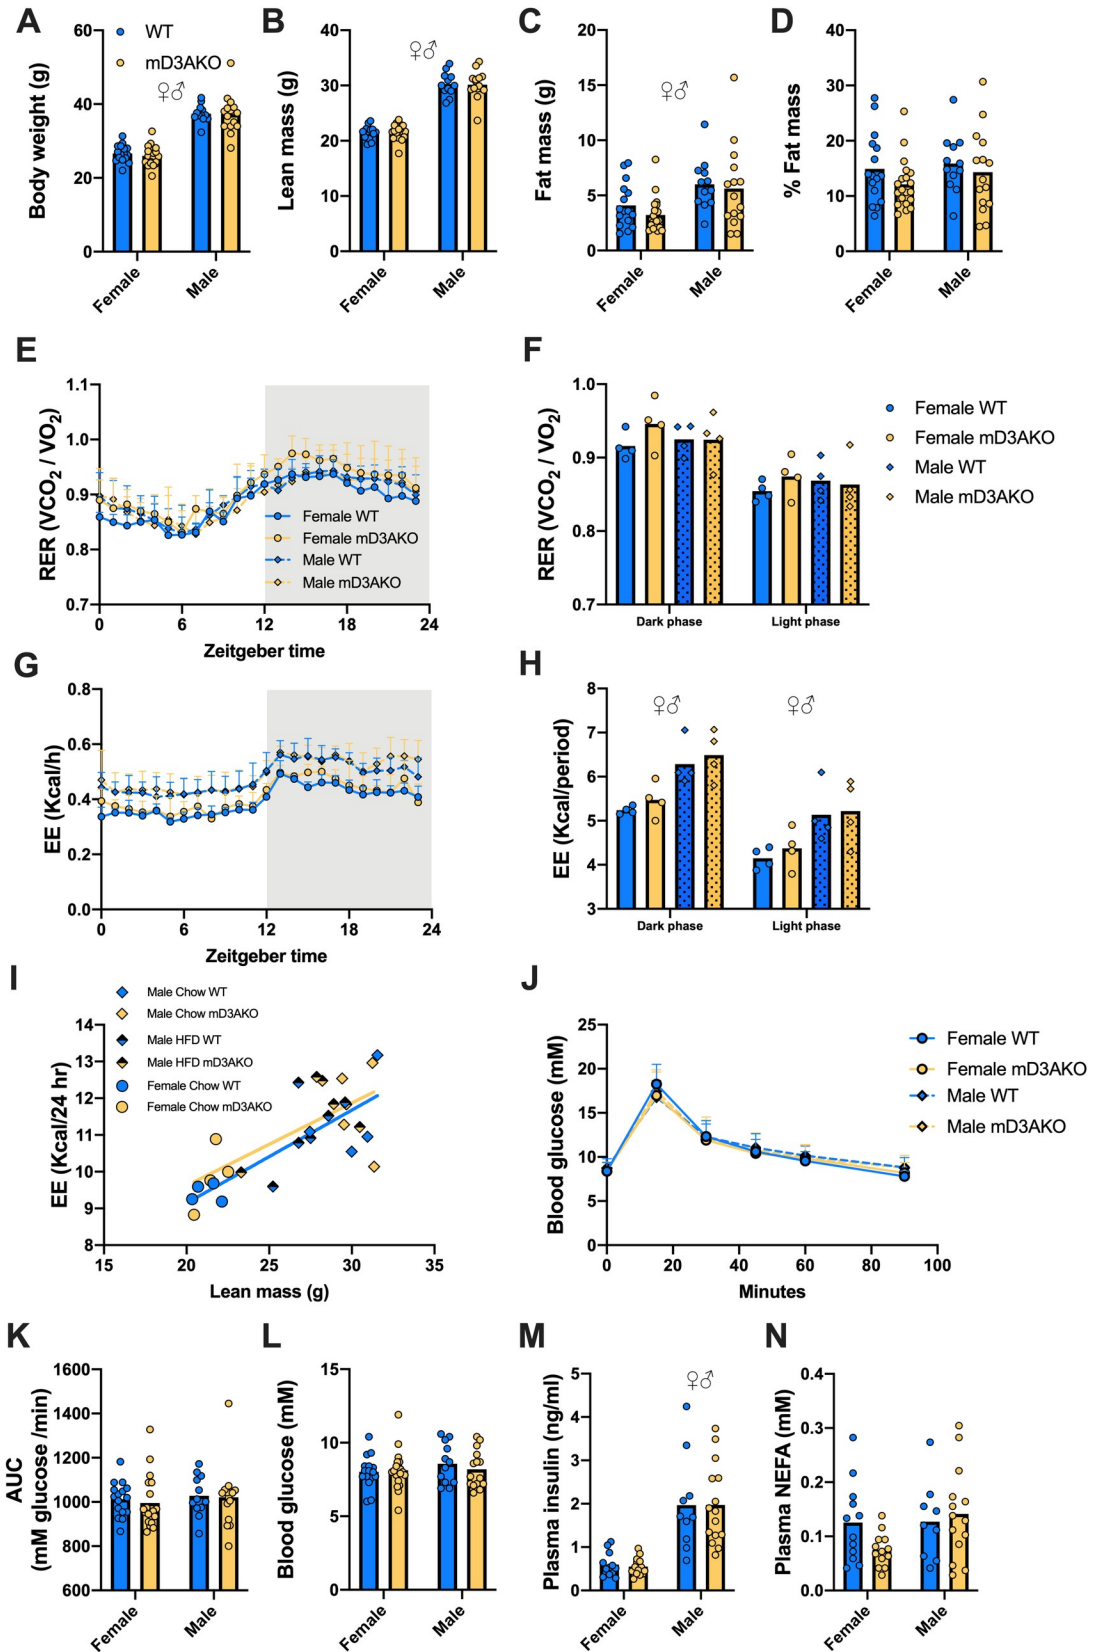 A
Body weight (g)
60
40
20
0
WT
mD3AKO
♀♂
Female
Male
B
Lean mass (g)
40
30
20
10
0
♀♂
Female
Male
C
Fat mass (g)
20
15
10
5
0
♀♂
Female
Male
D
% Fat mass
40
30
20
10
0
Female
Male
E
RER (VCO2 / VO2)
1.1
1.0
0.9
0.8
0.7
Female WT
Female mD3AKO
Male WT
Male mD3AKO
0 6 12 18 24
Zeitgeber time
F
RER (VCO2 / VO2)
1.0
0.9
0.8
0.7
Dark phase
Light phase
Female WT
Female mD3AKO
Male WT
Male mD3AKO
G
EE (Kcal/h)
0.8
0.6
0.4
0.2
0.0
0 6 12 18 24
Zeitgeber time
H
EE (Kcal/period)
8
7
6
5
4
3
♀♂
♀♂
Dark phase
Light phase
I
Male Chow WT
Male Chow mD3AKO
Male HFD WT
Male HFD mD3AKO
Female Chow WT
Female Chow mD3AKO
EE (Kcal/24 hr)
14
13
12
11
10
9
8
15 20 25 30 35
Lean mass (g)
J
Blood glucose (mM)
25
20
15
10
5
0
0 20 40 60 80 100
Minutes
Female WT
Female mD3AKO
Male WT
Male mD3AKO
K
AUC
(mM glucose /min)
1600
1400
1200
1000
800
600
Female
Male
L
Blood glucose (mM)
15
10
5
0
Female
Male
M
Plasma insulin (ng/ml)
5
4
3
2
1
0
♀♂
Female
Male
N
Plasma NEFA (mM)
0.4
0.3
0.2
0.1
0.0
Female
Male